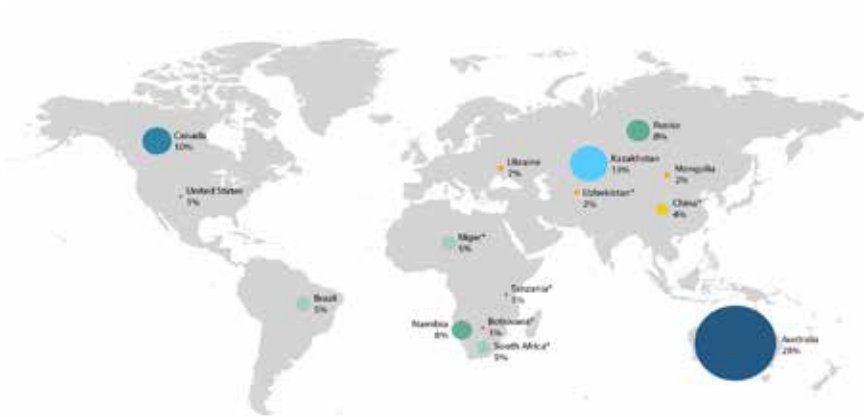 Canada
10%
United States
1%
Brazil
5%
Niger*
5%
Namibia
8%
Botswana*
1%
South Africa*
5%
Tanzania*
1%
Ukraine
2%
Russia
8%
Kazakhstan
13%
Uzbekistan*
2%
Mongolia
2%
China*
4%
Australia
28%